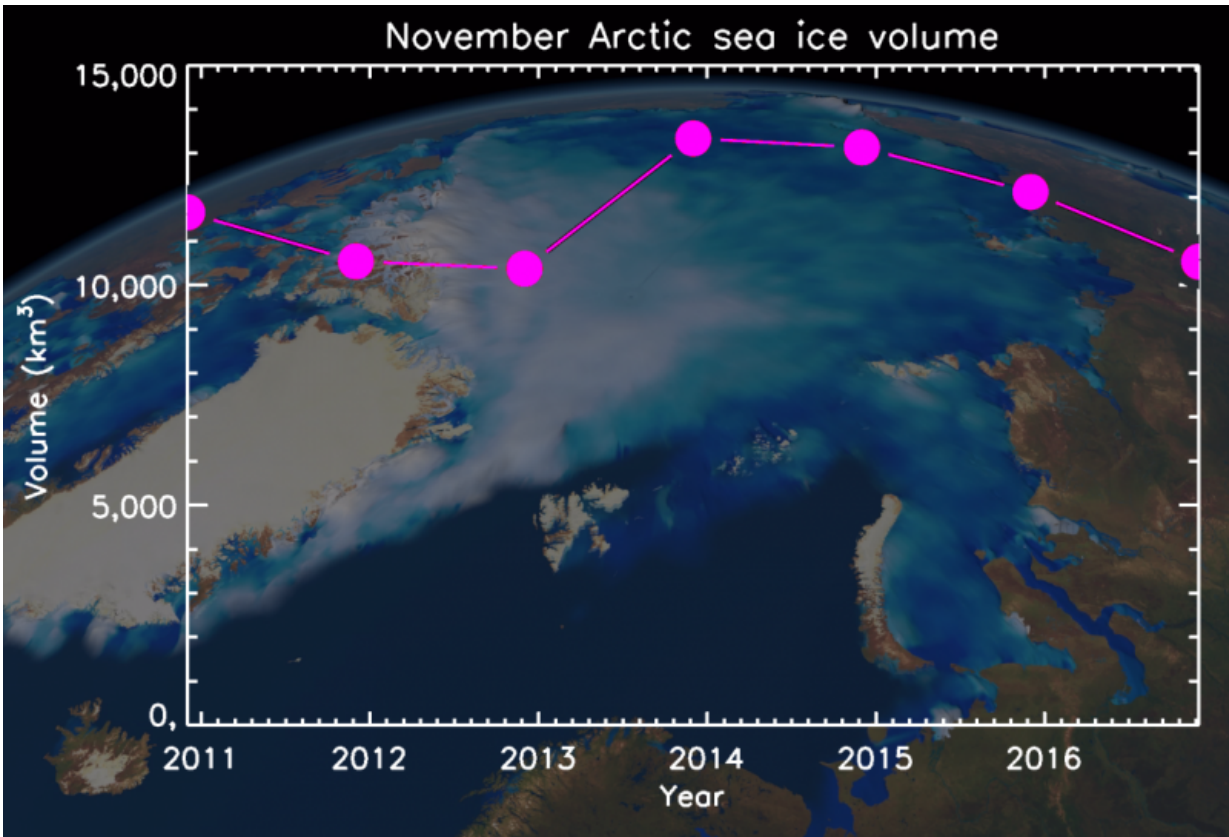 November Arctic sea ice volume
15,000
10,000
5,000
0,
Volume (km³)
2011 2012 2013 2014 2015 2016
Year